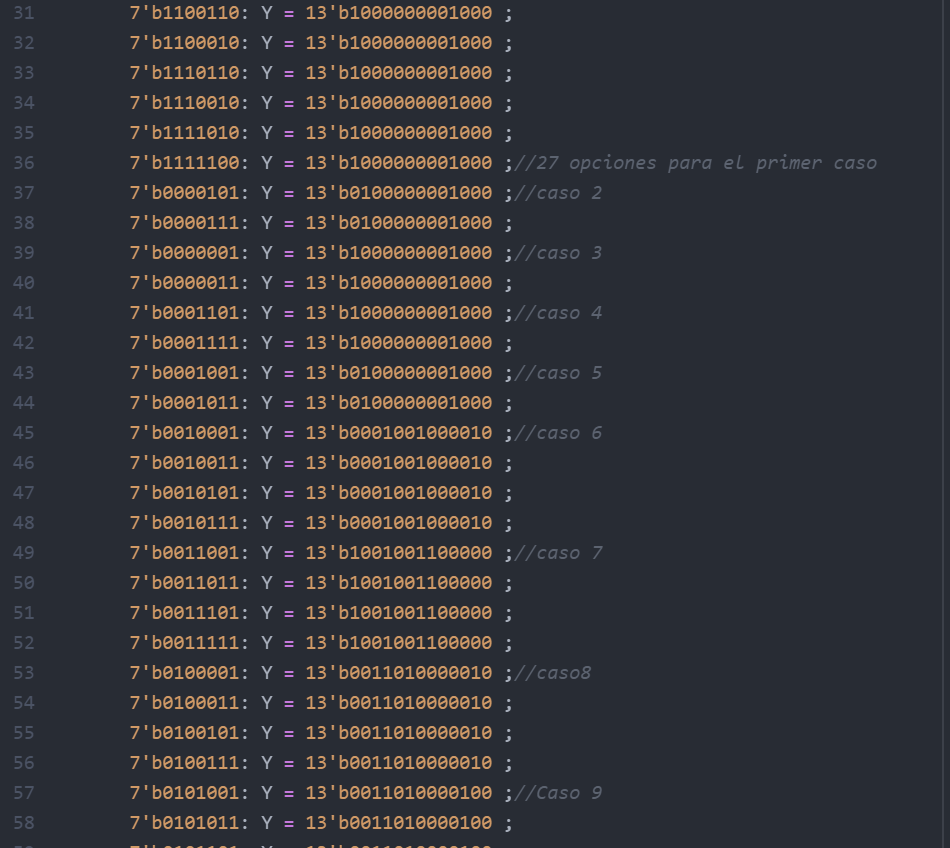 31 7'b1100110: Y = 13'b1000000001000 ;
32 7'b1100010: Y = 13'b1000000001000 ;
33 7'b1110110: Y = 13'b1000000001000 ;
34 7'b1110010: Y = 13'b1000000001000 ;
35 7'b1111010: Y = 13'b1000000001000 ;
36 7'b1111100: Y = 13'b1000000001000 ;//27 opciones para el primer caso
37 7'b0000101: Y = 13'b0100000001000 ;//caso 2
38 7'b0000111: Y = 13'b0100000001000 ;
39 7'b0000001: Y = 13'b1000000001000 ;//caso 3
40 7'b0000011: Y = 13'b1000000001000 ;
41 7'b0001101: Y = 13'b1000000001000 ;//caso 4
42 7'b0001111: Y = 13'b1000000001000 ;
43 7'b0001001: Y = 13'b0100000001000 ;//caso 5
44 7'b0001011: Y = 13'b0100000001000 ;
45 7'b0010001: Y = 13'b0001001000010 ;//caso 6
46 7'b0010011: Y = 13'b0001001000010 ;
47 7'b0010101: Y = 13'b0001001000010 ;
48 7'b0010111: Y = 13'b0001001000010 ;
49 7'b0011001: Y = 13'b1001001100000 ;//caso 7
50 7'b0011011: Y = 13'b1001001100000 ;
51 7'b0011101: Y = 13'b1001001100000 ;
52 7'b0011111: Y = 13'b1001001100000 ;
53 7'b0100001: Y = 13'b0011010000010 ;//caso8
54 7'b0100011: Y = 13'b0011010000010 ;
55 7'b0100101: Y = 13'b0011010000010 ;
56 7'b0100111: Y = 13'b0011010000010 ;
57 7'b0101001: Y = 13'b0011010000100 ;//Caso 9
58 7'b0101011: Y = 13'b0011010000100 ;